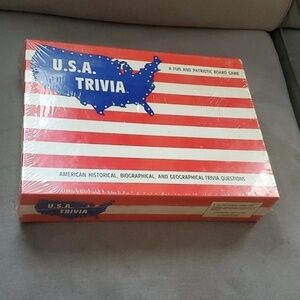 U.S.A.
TRIVIA
A FUN AND PATRIOTIC BOARD GAME
AMERICAN HISTORICAL, BIOGRAPHICAL, AND GEOGRAPHICAL TRIVIA QUESTIONS
U.S.A.
TRIVIA